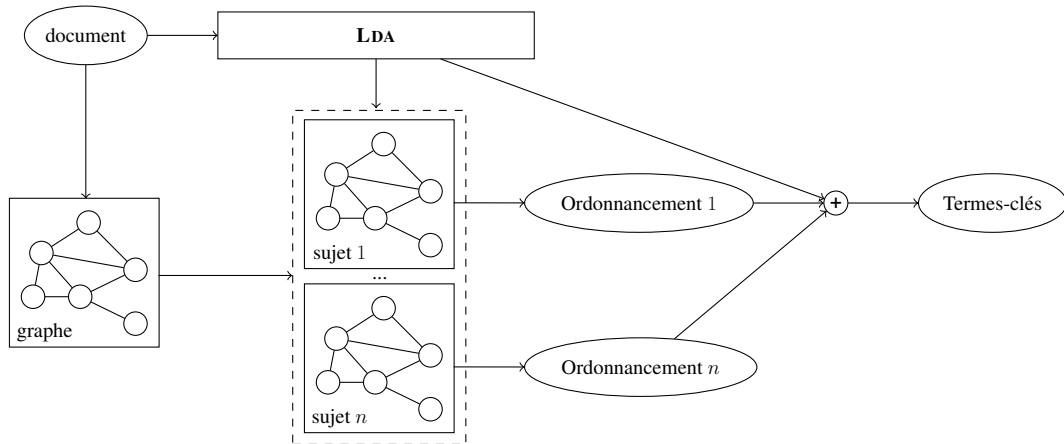 document
LDA
sujet 1
Ordonnancement 1
+
Termes-clés
...
graphe
sujet n
Ordonnancement n